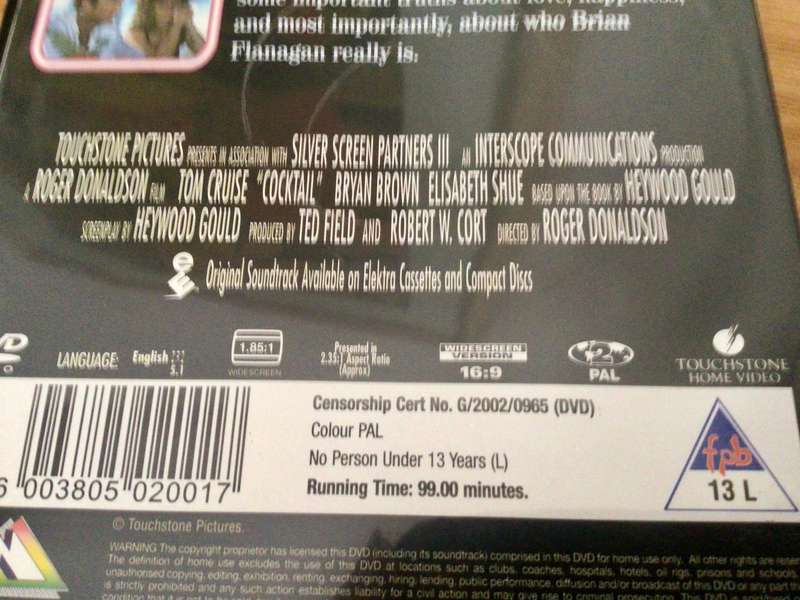 some important truths about love, happiness,
and most importantly, about who Brian
Flanagan really is.
TOUCHSTONE PICTURES PRESENTS IN ASSOCIATION WITH SILVER SCREEN PARTNERS III AN INTERSCOPE COMMUNICATIONS PRODUCTION
A ROGER DONALDSON FILM TOM CRUISE "COCKTAIL" BRYAN BROWN ELISABETH SHUE BASED UPON THE BOOK BY HEYWOOD GOULD
SCREENPLAY BY HEYWOOD GOULD PRODUCED BY TED FIELD AND ROBERT W. CORT DIRECTED BY ROGER DONALDSON
Original Soundtrack Available on Elektra Cassettes and Compact Discs
LANGUAGE: English
5.1
1.85:1
WIDESCREEN
Presented in
2.35:1 Aspect Ratio
(Approx)
WIDESCREEN
VERSION
16:9
2
PAL
TOUCHSTONE
HOME VIDEO
Censorship Cert No. G/2002/0965 (DVD)
Colour PAL
No Person Under 13 Years (L)
Running Time: 99.00 minutes.
fpb
13 L
6 003805 020017
© Touchstone Pictures.
WARNING The copyright proprietor has licensed this DVD (including its soundtrack) comprised in this DVD for home use only. All other rights are
The definition of home use excludes the use of this DVD at locations such as clubs, coaches, hospitals, hotels, oil rigs, prisons and schools.
unauthorised copying, editing, exhibition, renting, exchanging, hiring, lending, public performance, diffusion and/or broadcast of this DVD or any part
is strictly prohibited and any such action establishes liability for a civil action and may give rise to criminal prosecution. This DVD is